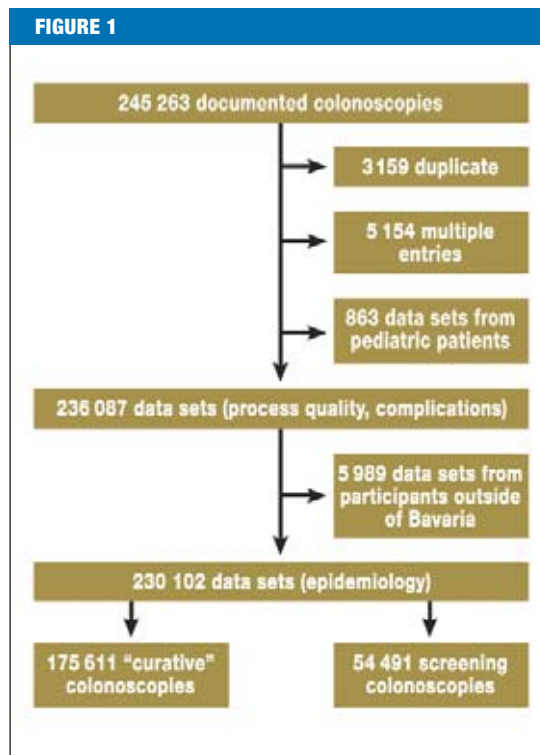 FIGURE 1
245 263 documented colonoscopies
3159 duplicate
5 154 multiple
entries
863 data sets from
pediatric patients
236 087 data sets (process quality, complications)
5 989 data sets from
participants outside
of Bavaria
230 102 data sets (epidemiology)
175 611 “curative”
colonoscopies
54 491 screening
colonoscopies